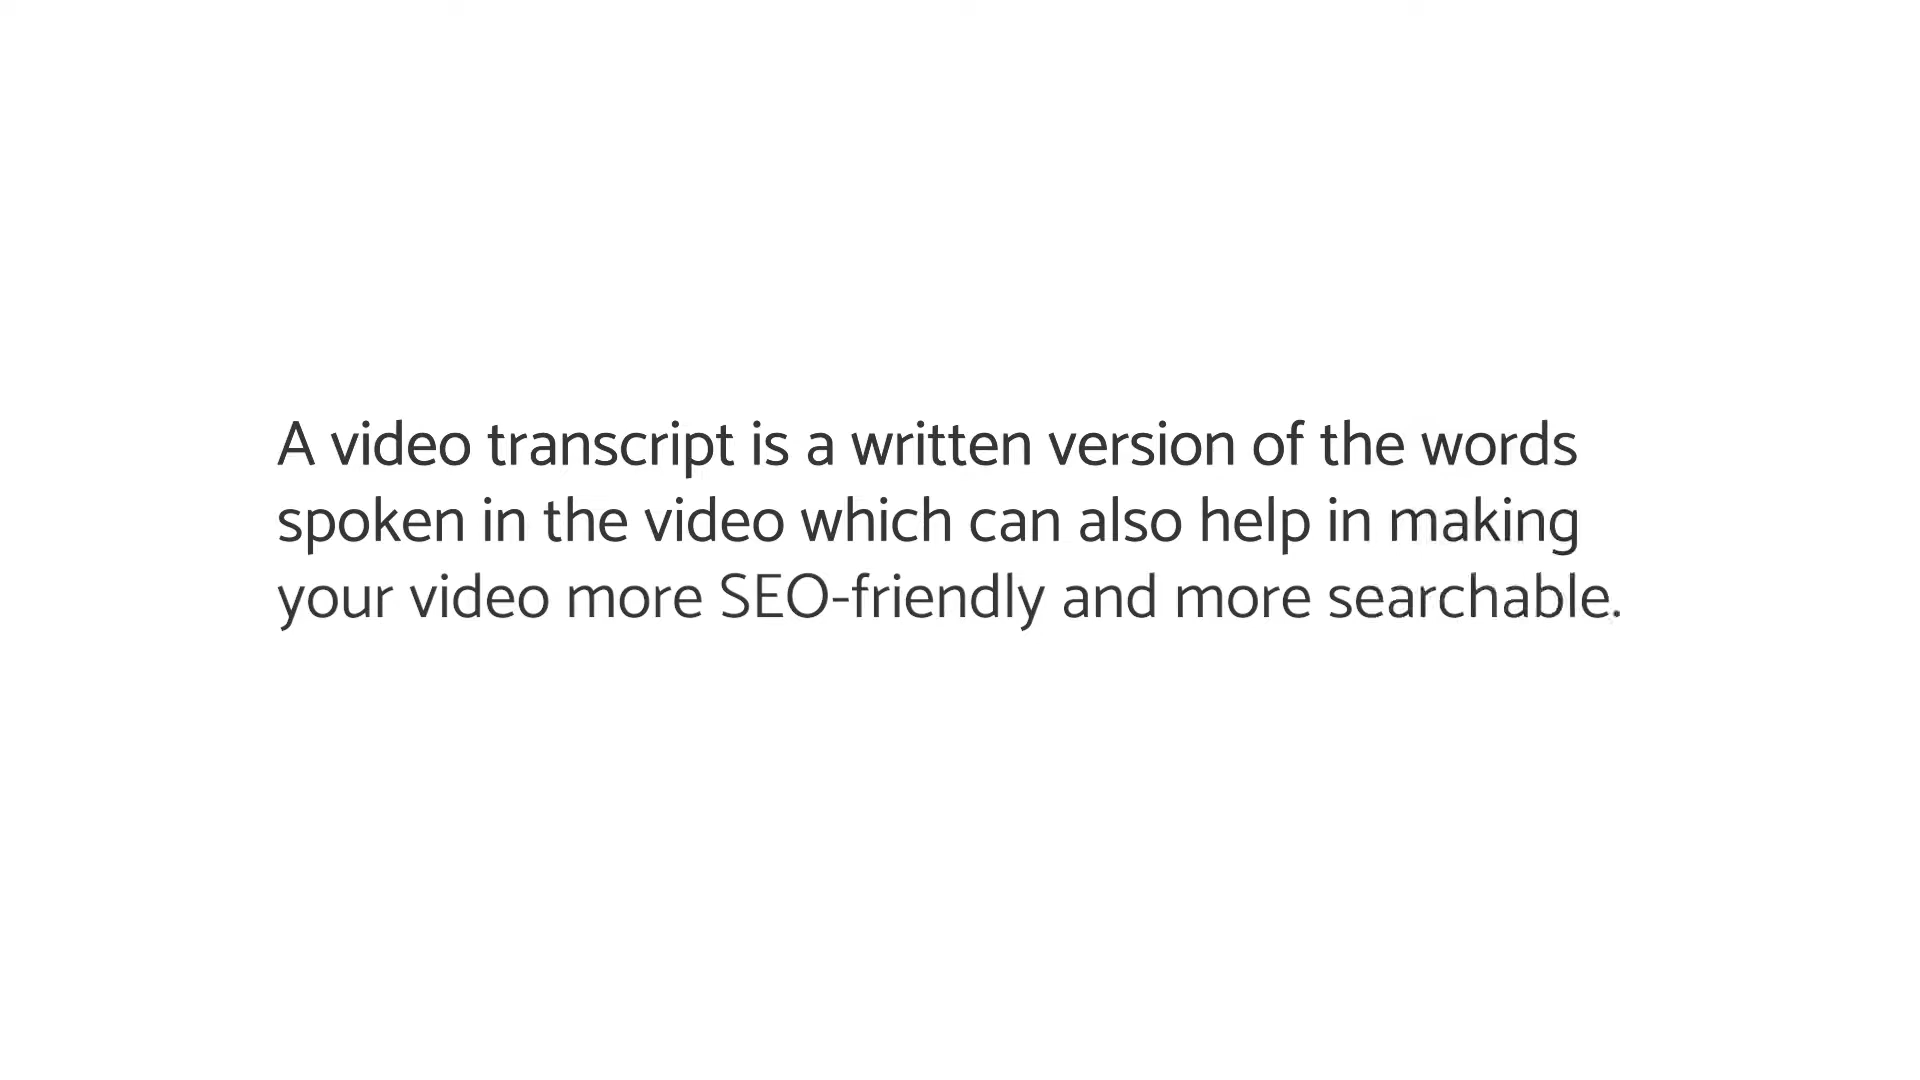 A video transcript is a written version of the words
spoken in the video which can also help in making
your video more SEO-friendly and more searchable.